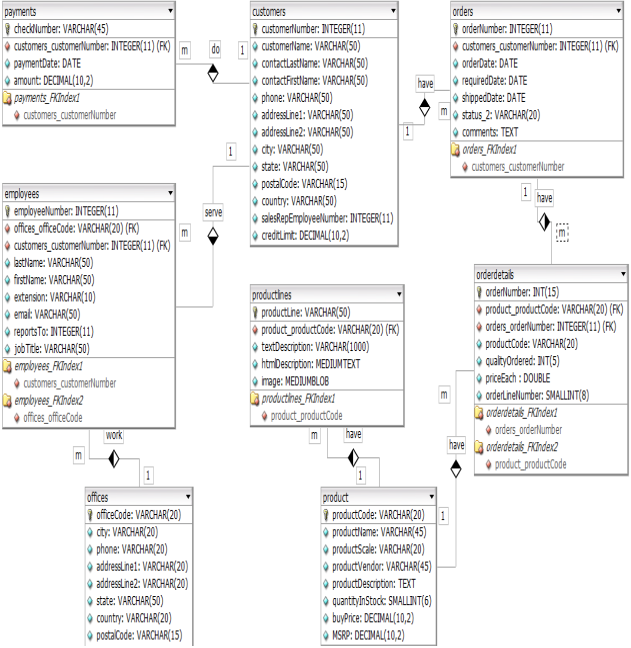 payments
checkNumber: VARCHAR(45)
customers_customerNumber: INTEGER(11) (FK)
paymentDate: DATE
amount: DECIMAL(10,2)
payments_FKIndex1
customers_customerNumber
m
do
1
customers
customerNumber: INTEGER(11)
customerName: VARCHAR(50)
contactLastName: VARCHAR(50)
contactFirstName: VARCHAR(50)
phone: VARCHAR(50)
addressLine1: VARCHAR(50)
addressLine2: VARCHAR(50)
city: VARCHAR(50)
state: VARCHAR(50)
postalCode: VARCHAR(15)
country: VARCHAR(50)
salesRepEmployeeNumber: INTEGER(11)
creditLimit: DECIMAL(10,2)
have
m
1
orders
orderNumber: INTEGER(11)
customers_customerNumber: INTEGER(11) (FK)
orderDate: DATE
requiredDate: DATE
shippedDate: DATE
status_2: VARCHAR(20)
comments: TEXT
orders_FKIndex1
customers_customerNumber
1
serve
m
1
have
m
employees
employeeNumber: INTEGER(11)
offices_officeCode: VARCHAR(20) (FK)
customers_customerNumber: INTEGER(11) (FK)
lastName: VARCHAR(50)
firstName: VARCHAR(50)
extension: VARCHAR(10)
email: VARCHAR(50)
reportsTo: INTEGER(11)
jobTitle: VARCHAR(50)
employees_FKIndex1
customers_customerNumber
employees_FKIndex2
offices_officeCode
productlines
productLine: VARCHAR(50)
product_productCode: VARCHAR(20) (FK)
textDescription: VARCHAR(1000)
htmlDescription: MEDIUMTEXT
image: MEDIUMBLOB
productlines_FKIndex1
product_productCode
orderdetails
orderNumber: INT(15)
product_productCode: VARCHAR(20) (FK)
orders_orderNumber: INTEGER(11) (FK)
productCode: VARCHAR(20)
qualityOrdered: INT(5)
priceEach : DOUBLE
orderLineNumber: SMALLINT(8)
orderdetails_FKIndex1
orders_orderNumber
orderdetails_FKIndex2
product_productCode
work
m
1
m
have
1
m
have
1
offices
officeCode: VARCHAR(20)
city: VARCHAR(20)
phone: VARCHAR(20)
addressLine1: VARCHAR(20)
addressLine2: VARCHAR(20)
state: VARCHAR(50)
country: VARCHAR(20)
postalCode: VARCHAR(15)
product
productCode: VARCHAR(20)
productName: VARCHAR(45)
productScale: VARCHAR(20)
productVendor: VARCHAR(45)
productDescription: TEXT
quantityInStock: SMALLINT(6)
buyPrice: DECIMAL(10,2)
MSRP: DECIMAL(10,2)